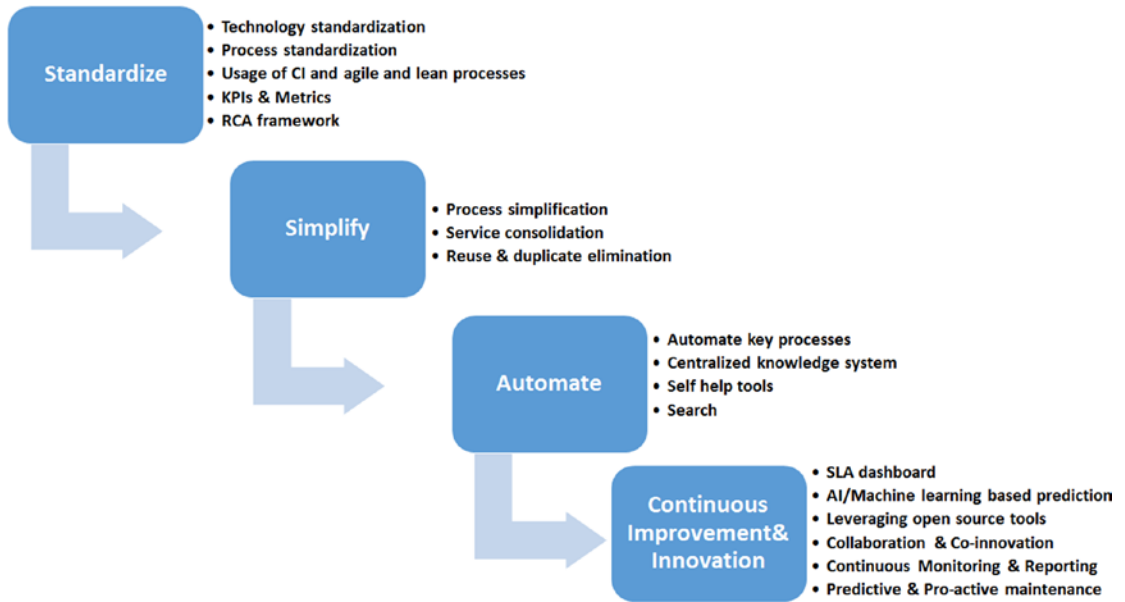 Standardize
• Technology standardization
• Process standardization
• Usage of CI and agile and lean processes
• KPIs & Metrics
• RCA framework
Simplify
• Process simplification
• Service consolidation
• Reuse & duplicate elimination
Automate
• Automate key processes
• Centralized knowledge system
• Self help tools
• Search
Continuous
Improvement&
Innovation
• SLA dashboard
• AI/Machine learning based prediction
• Leveraging open source tools
• Collaboration & Co-innovation
• Continuous Monitoring & Reporting
• Predictive & Pro-active maintenance